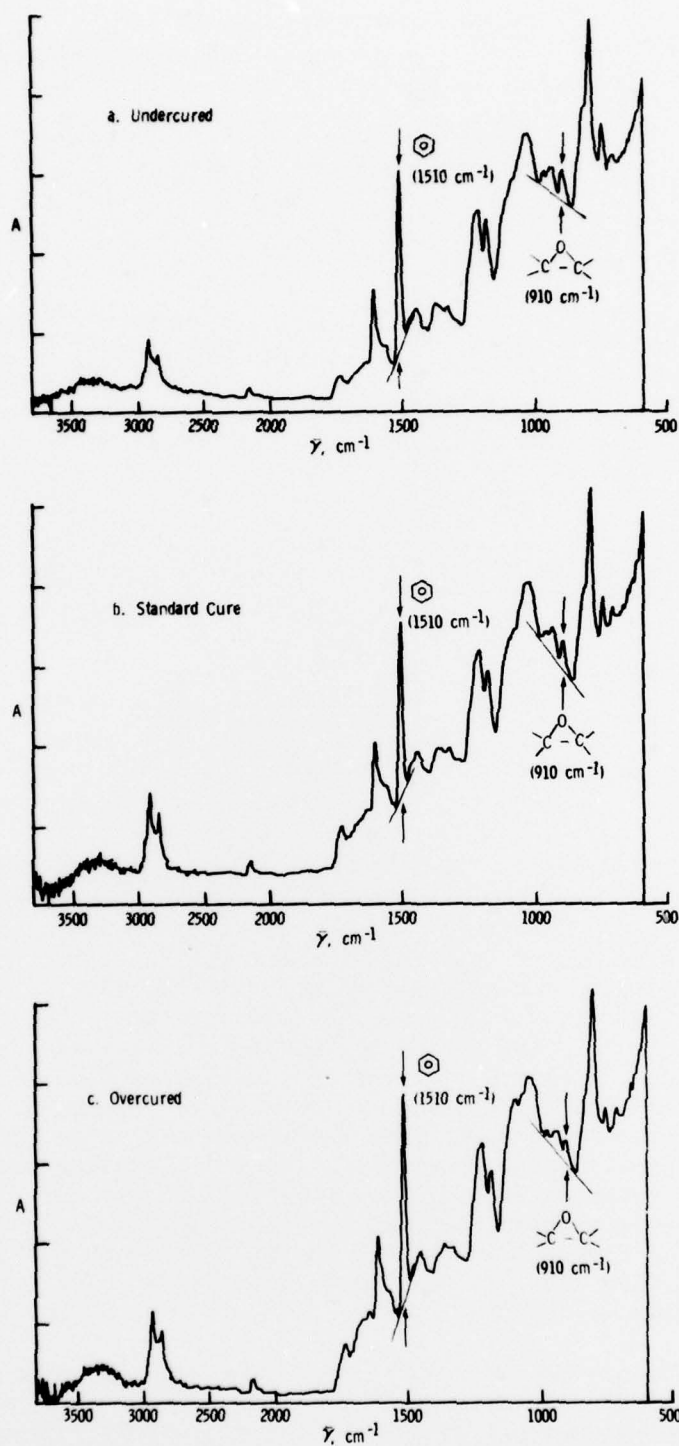 a. Undercured
(1510 cm⁻¹)
A
O
C – C
(910 cm⁻¹)
3500 3000 2500 2000 1500 1000 500
γ̄, cm⁻¹
b. Standard Cure
(1510 cm⁻¹)
A
O
C – C
(910 cm⁻¹)
3500 3000 2500 2000 1500 1000 500
γ̄, cm⁻¹
c. Overcured
(1510 cm⁻¹)
A
O
C – C
(910 cm⁻¹)
3500 3000 2500 2000 1500 1000 500
γ̄, cm⁻¹